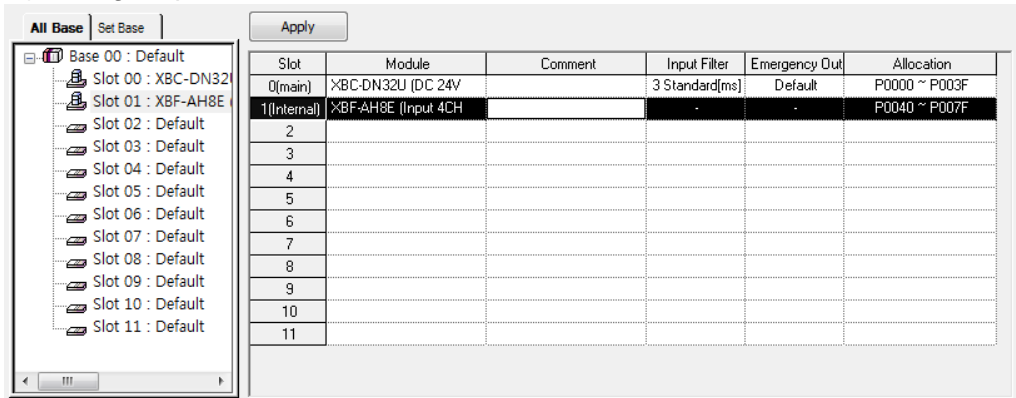 All Base Set Base Apply
Base 00 : Default
Slot 00 : XBC-DN32U
Slot 01 : XBF-AH8E (
Slot 02 : Default
Slot 03 : Default
Slot 04 : Default
Slot 05 : Default
Slot 06 : Default
Slot 07 : Default
Slot 08 : Default
Slot 09 : Default
Slot 10 : Default
Slot 11 : Default
Slot Module Comment Input Filter Emergency Out Allocation
0(main) XBC-DN32U (DC 24V 3 Standard[ms] Default P0000 ~ P003F
1(Internal) XBF-AH8E (Input 4CH - - P0040 ~ P007F
2
3
4
5
6
7
8
9
10
11